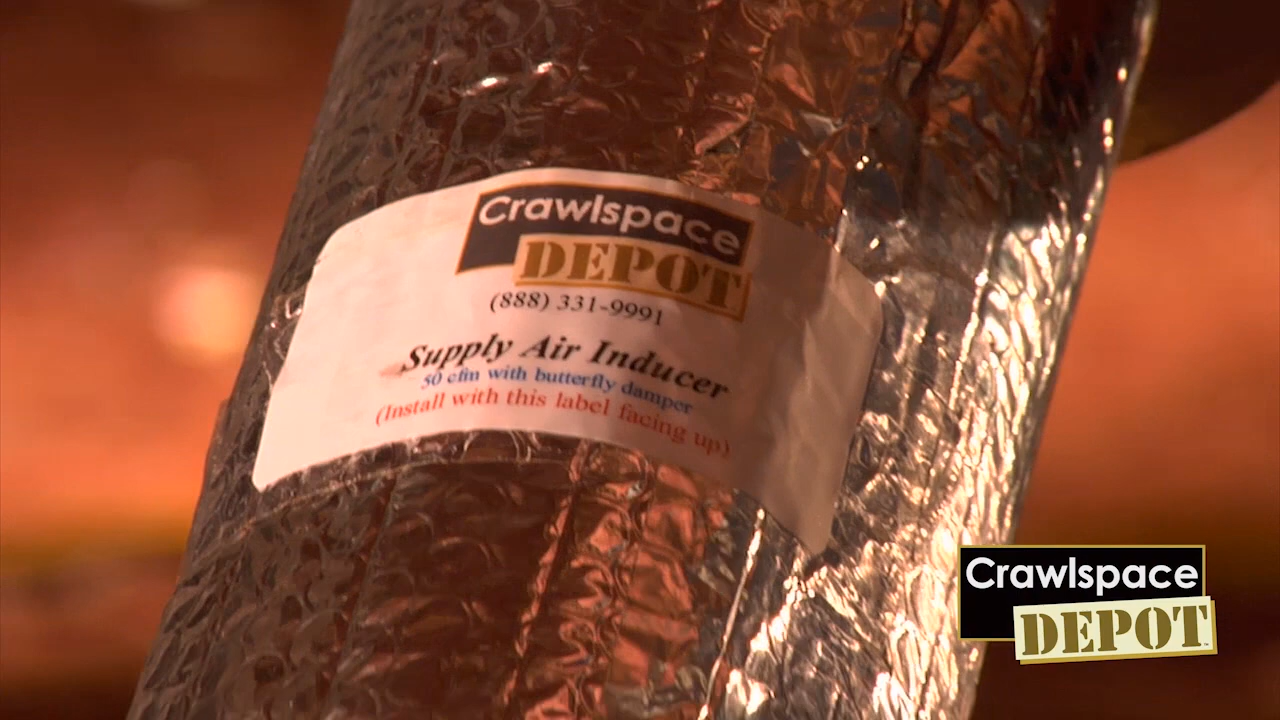 Crawlspace
DEPOT
(888) 331-9991
Supply Air Inducer
50 cfm with butterfly damper
(Install with this label facing up)
Crawlspace
DEPOT